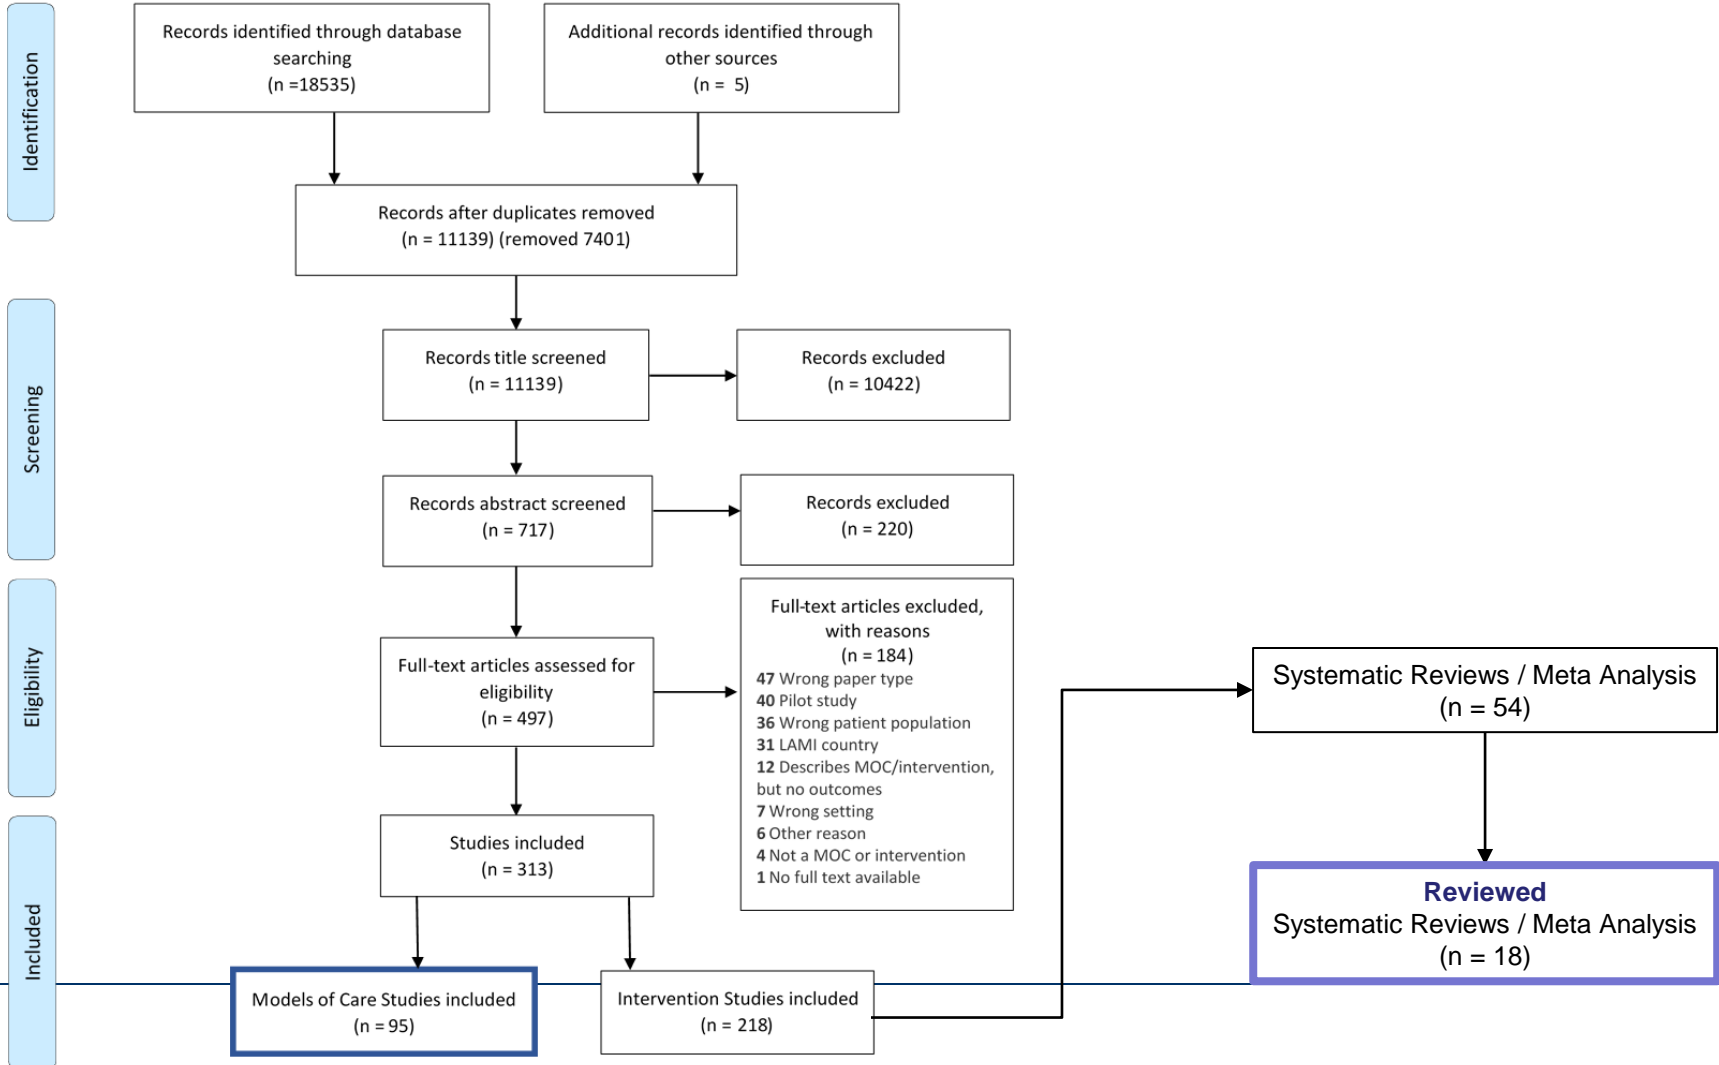 Identification
Records identified through database
searching
(n =18535)
Additional records identified through
other sources
(n =  5)
Records after duplicates removed
(n = 11139) (removed 7401)
Screening
Records title screened
(n = 11139)
Records excluded
(n = 10422)
Records abstract screened
(n = 717)
Records excluded
(n = 220)
Eligibility
Full-text articles assessed for
eligibility
(n = 497)
Full-text articles excluded,
with reasons
(n = 184)
47 Wrong paper type
40 Pilot study
36 Wrong patient population
31 LAMI country
12 Describes MOC/intervention,
but no outcomes
7 Wrong setting
6 Other reason
4 Not a MOC or intervention
1 No full text available
Systematic Reviews / Meta Analysis
(n = 54)
Included
Studies included
(n = 313)
Reviewed
Systematic Reviews / Meta Analysis
(n = 18)
Models of Care Studies included
(n = 95)
Intervention Studies included
(n = 218)